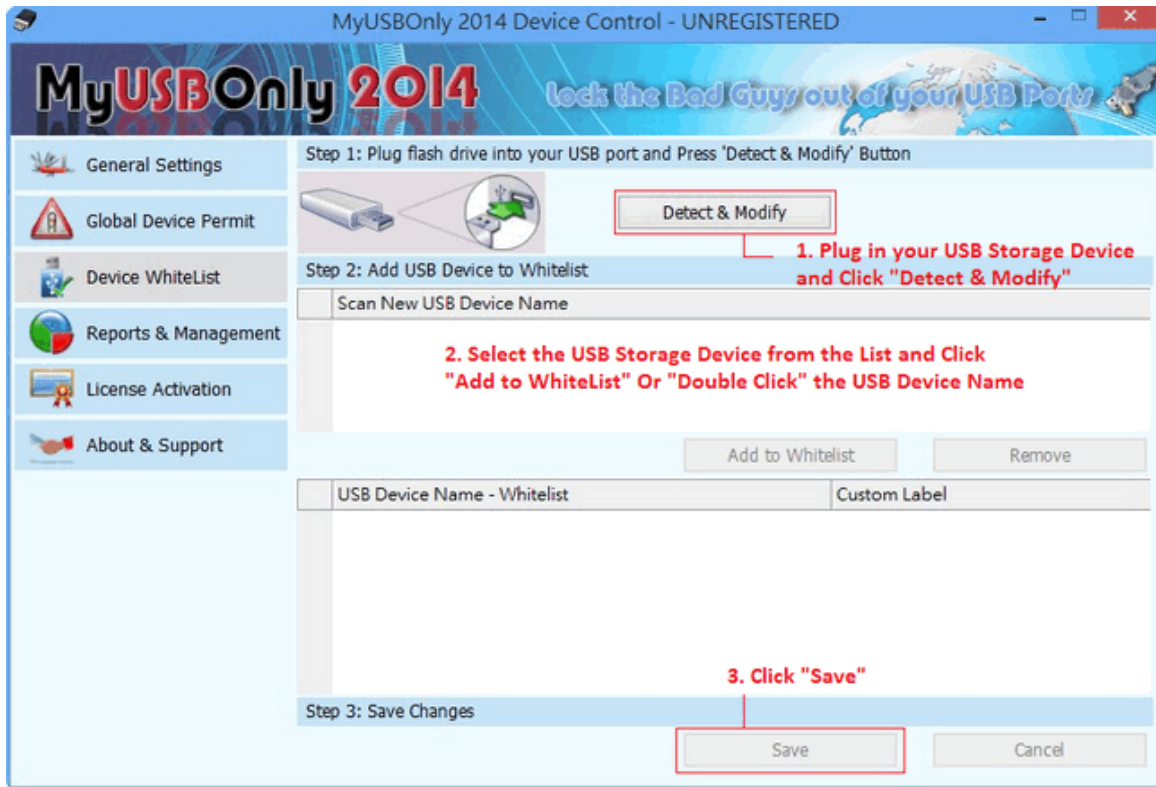 MyUSBOnly 2014 Device Control - UNREGISTERED
MyUSBOnly 2014
Lock the Bad Guys out of your USB Ports
General Settings
Global Device Permit
Device WhiteList
Reports & Management
License Activation
About & Support
Step 1: Plug flash drive into your USB port and Press 'Detect & Modify' Button
Detect & Modify
1. Plug in your USB Storage Device
and Click "Detect & Modify"
Step 2: Add USB Device to Whitelist
Scan New USB Device Name
2. Select the USB Storage Device from the List and Click
"Add to WhiteList" Or "Double Click" the USB Device Name
Add to Whitelist
Remove
USB Device Name - Whitelist
Custom Label
3. Click "Save"
Step 3: Save Changes
Save
Cancel